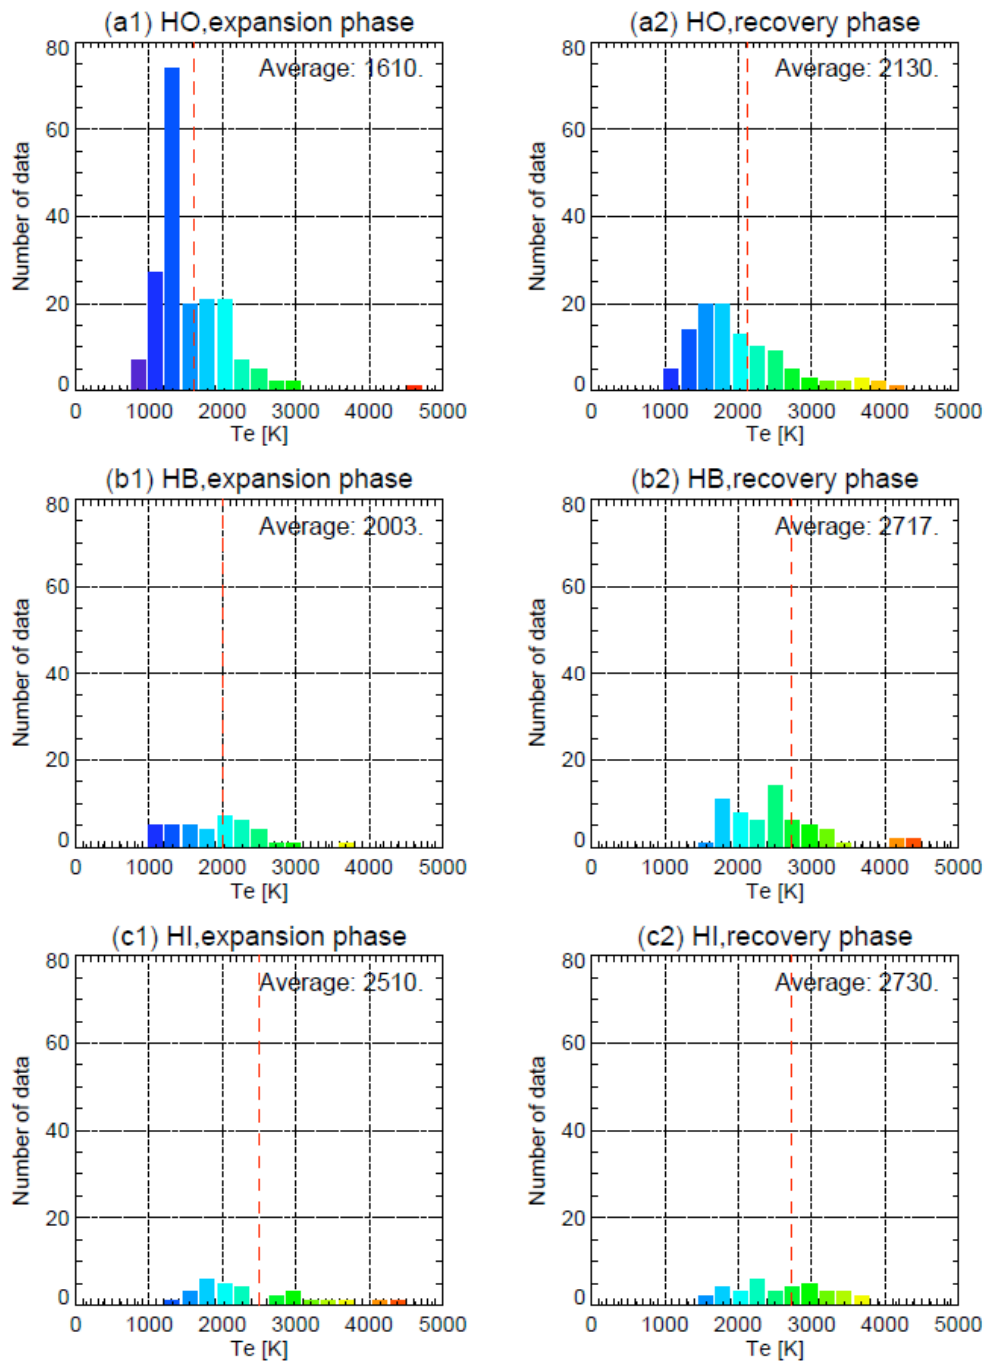 (a1) HO,expansion phase
Average: 1610.
Number of data
80
60
40
20
0
0 1000 2000 3000 4000 5000
Te [K]
(a2) HO,recovery phase
Average: 2130.
Number of data
80
60
40
20
0
0 1000 2000 3000 4000 5000
Te [K]
(b1) HB,expansion phase
Average: 2003.
Number of data
80
60
40
20
0
0 1000 2000 3000 4000 5000
Te [K]
(b2) HB,recovery phase
Average: 2717.
Number of data
80
60
40
20
0
0 1000 2000 3000 4000 5000
Te [K]
(c1) HI,expansion phase
Average: 2510.
Number of data
80
60
40
20
0
0 1000 2000 3000 4000 5000
Te [K]
(c2) HI,recovery phase
Average: 2730.
Number of data
80
60
40
20
0
0 1000 2000 3000 4000 5000
Te [K]